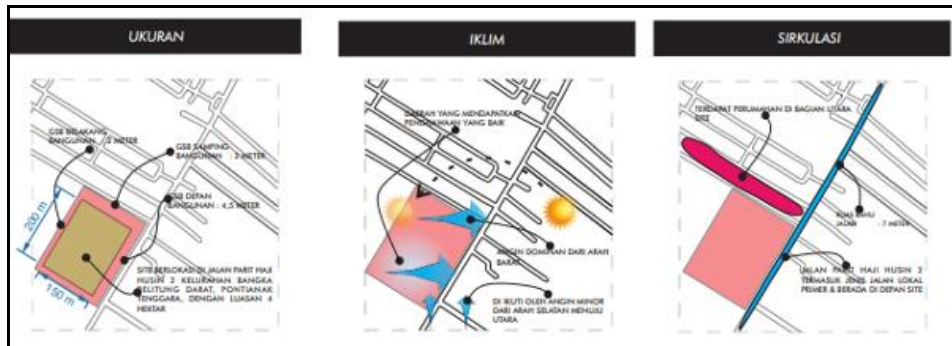 UKURAN
GSB BELAKANG
BANGUNAN : 5 METER
GSB SAMPING
BANGUNAN : 3 METER
GSB DEPAN
BANGUNAN : 4,5 METER
200 m
150 m
SITE BERLOKASI DI JALAN PARIT HAJI
HUSIN 2 KELURAHAN BANGKA
BELITUNG DARAT, PONTIANAK
TENGGARA, DENGAN LUASAN 4
HEKTAR
IKLIM
DAERAH YANG MENDAPATKAN
PENGHAWAAN YANG BAIK
ANGIN DOMINAN DARI ARAH
BARAT
DI IKUTI OLEH ANGIN MINOR
DARI ARAH SELATAN MENUJU
UTARA
SIRKULASI
TERDAPAT PERUMAHAN DI BAGIAN UTARA
SITE
BAHU
JALAN : 7 METER
JALAN PARIT HAJI HUSIN 2
TERMASUK JENIS JALAN LOKAL
PRIMER & BERADA DI DEPAN SITE